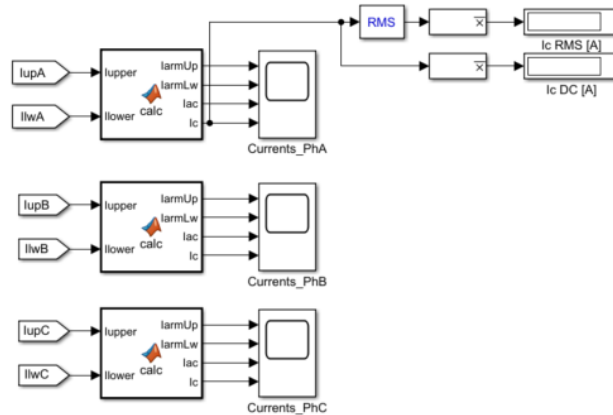 RMS
x
Ic RMS [A]
x
Ic DC [A]
IupA
IlwA
Iupper
Ilower
calc
IarmUp
IarmLw
Iac
Ic
Currents_PhA
IupB
IlwB
Iupper
Ilower
calc
IarmUp
IarmLw
Iac
Ic
Currents_PhB
IupC
IlwC
Iupper
Ilower
calc
IarmUp
IarmLw
Iac
Ic
Currents_PhC